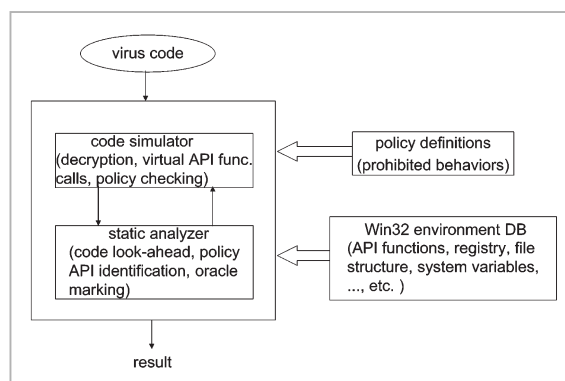 virus code
code simulator
(decryption, virtual API func.
calls, policy checking)
policy definitions
(prohibited behaviors)
static analyzer
(code look-ahead, policy
API identification, oracle
marking)
Win32 environment DB
(API functions, registry, file
structure, system variables,
..., etc. )
result